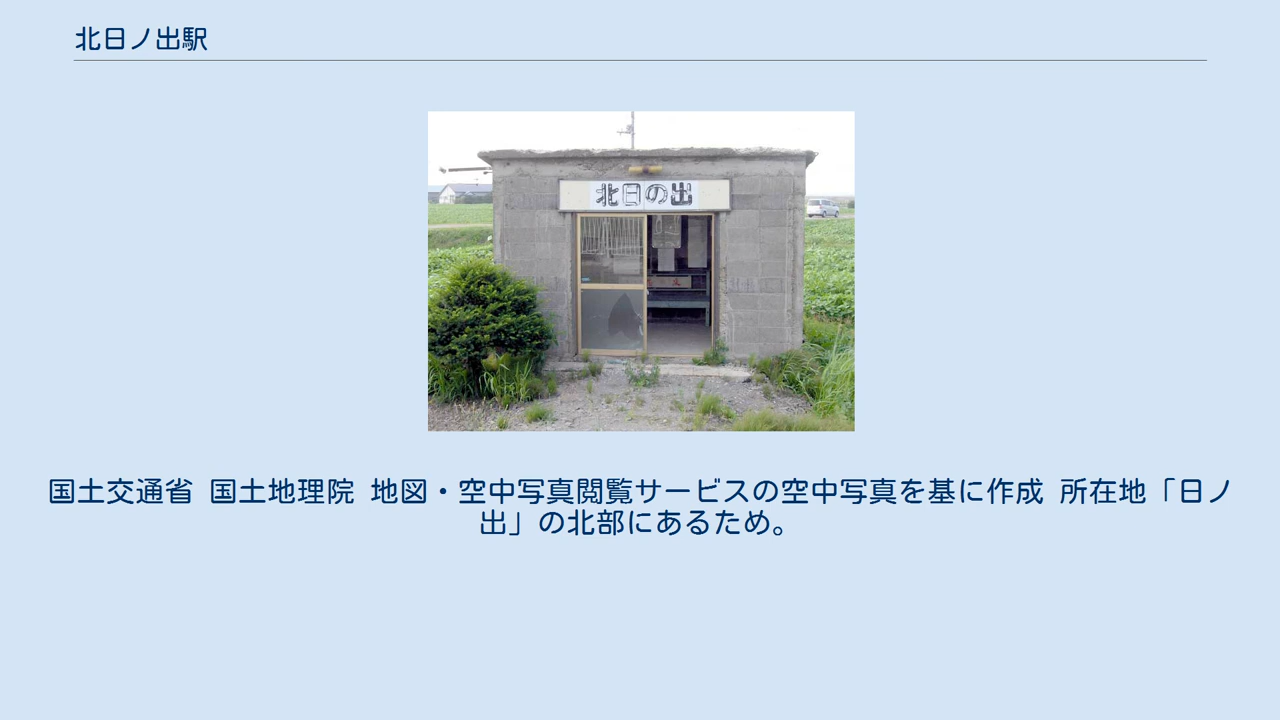 北日ノ出駅
北日の出
国土交通省 国土地理院 地図・空中写真閲覧サービスの空中写真を基に作成 所在地「日ノ
出」の北部にあるため。